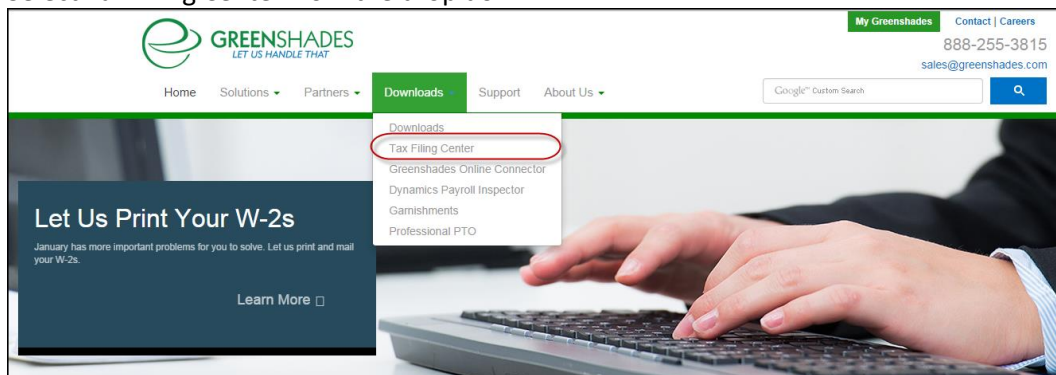 My Greenshades Contact | Careers
GREENSHADES
LET US HANDLE THAT
888-255-3815
sales@greenshades.com
Home Solutions Partners Downloads Support About Us
Google™ Custom Search
Downloads
Tax Filing Center
Greenshades Online Connector
Dynamics Payroll Inspector
Garnishments
Professional PTO
Let Us Print Your W-2s
January has more important problems for you to solve. Let us print and mail
your W-2s.
Learn More